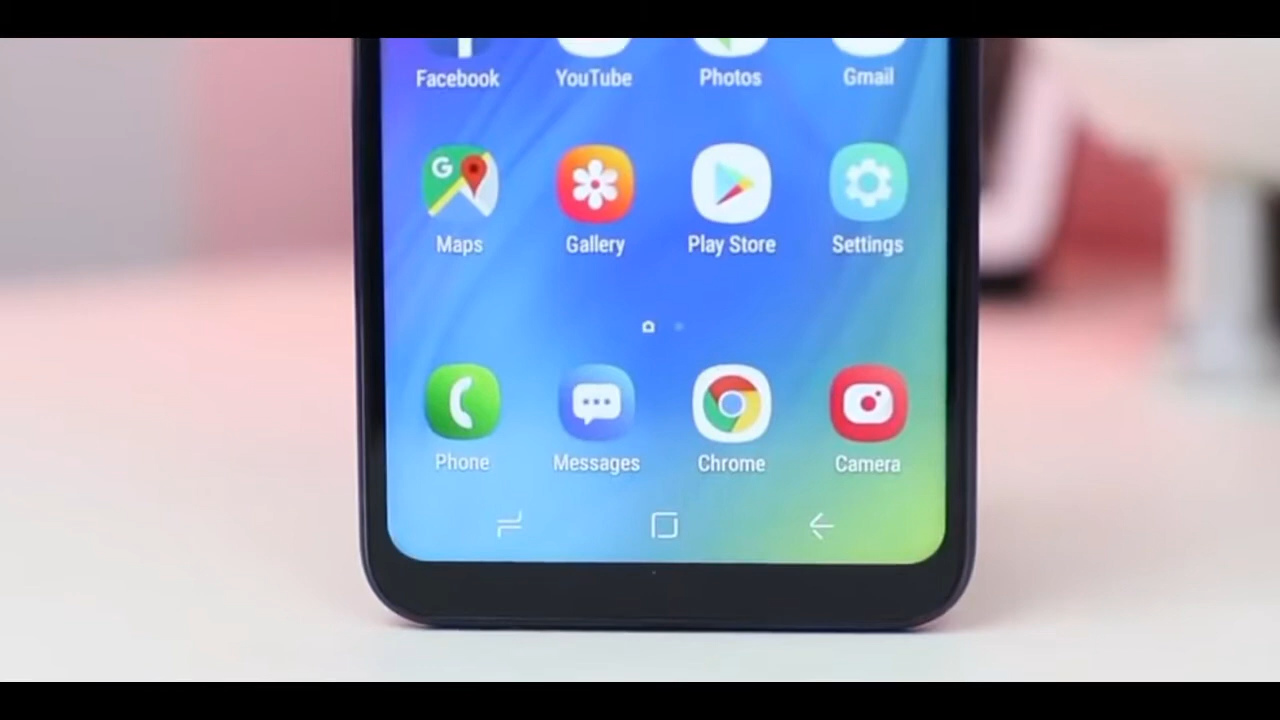 Facebook YouTube Photos Gmail
G
Maps Gallery Play Store Settings
Phone Messages Chrome Camera